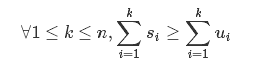 ∀1 ≤ k ≤ n, ∑_{i=1}^{k} s_i ≥ ∑_{i=1}^{k} u_i